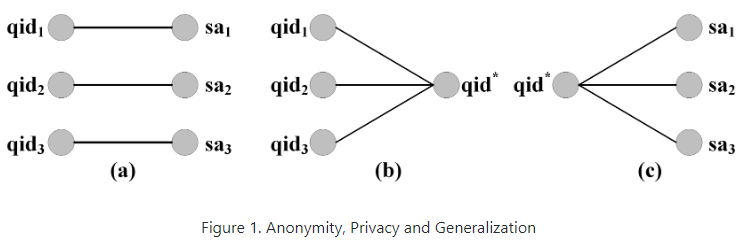 qid₁ sa₁ qid₁ sa₁
qid₂ sa₂ qid₂ qid* qid* sa₂
qid₃ sa₃ qid₃ sa₃
(a) (b) (c)
Figure 1. Anonymity, Privacy and Generalization